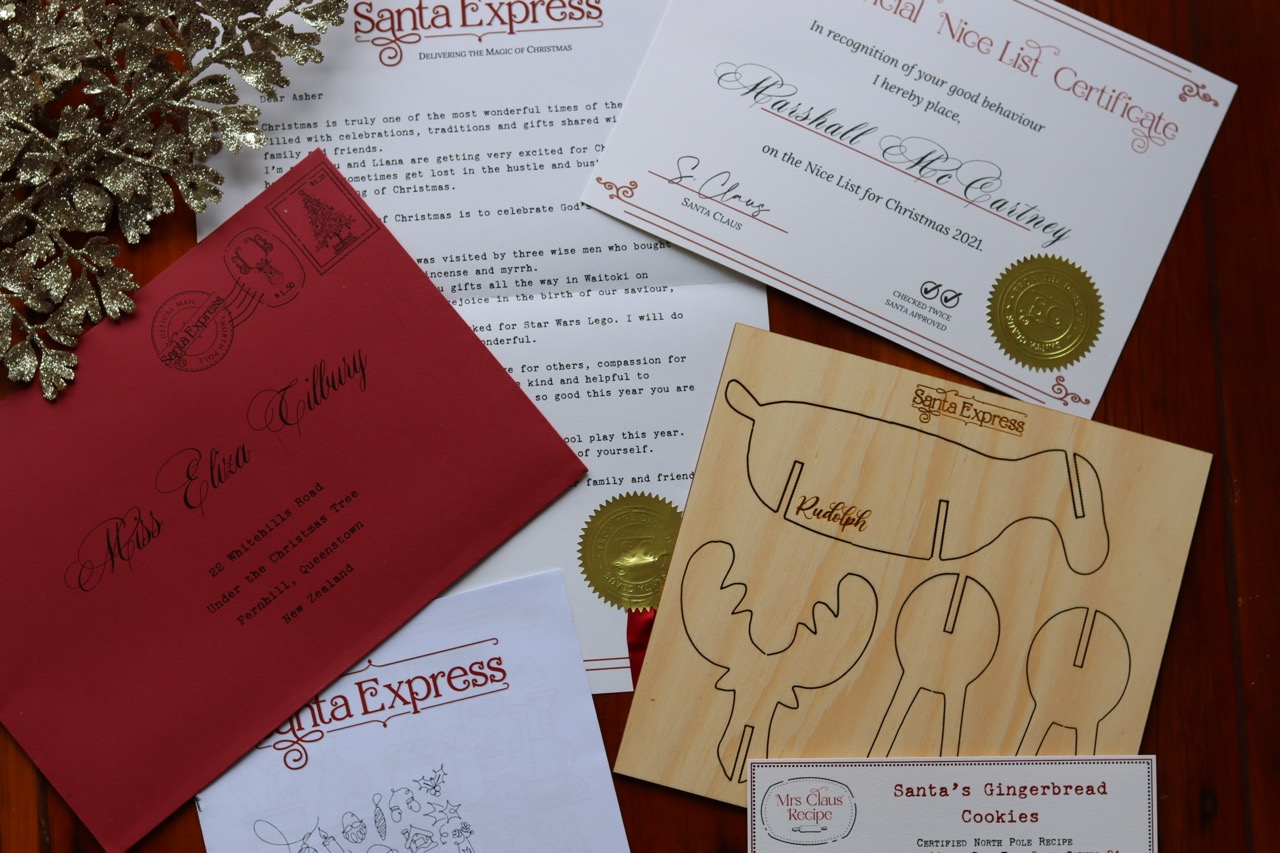 Santa Express
DELIVERING THE MAGIC OF CHRISTMAS
Dear Asher
Christmas is truly one of the most wonderful times of the
filled with celebrations, traditions and gifts shared
family friends.
I'm and Liana are getting very excited for
sometimes get lost in the hustle and
of Christmas.
of Christmas is to celebrate God's
was visited by three wise men who bought
incense and myrrh.
gifts all the way in Waitoki on
rejoice in the birth of our saviour,
ked for Star Wars Lego. I will do
onderful.
e for others, compassion for
kind and helpful to
so good this year you are
ool play this year.
of yourself.
family and friend
Nice List Certificate
In recognition of your good behaviour
I hereby place,
Marshall McCartney
on the Nice List for Christmas 2021.
S Claus
SANTA CLAUS
CHECKED TWICE
SANTA APPROVED
$1.25
$1.50
OFFICIAL MAIL
Santa Express
NORTH POLE
Miss Eliza Tilbury
22 Whitehills Road
Under the Christmas Tree
Fernhill, Queenstown
New Zealand
Santa Express
Rudolph
Santa Express
Mrs Claus
Recipe
Santa's Gingerbread
Cookies
CERTIFIED NORTH POLE RECIPE